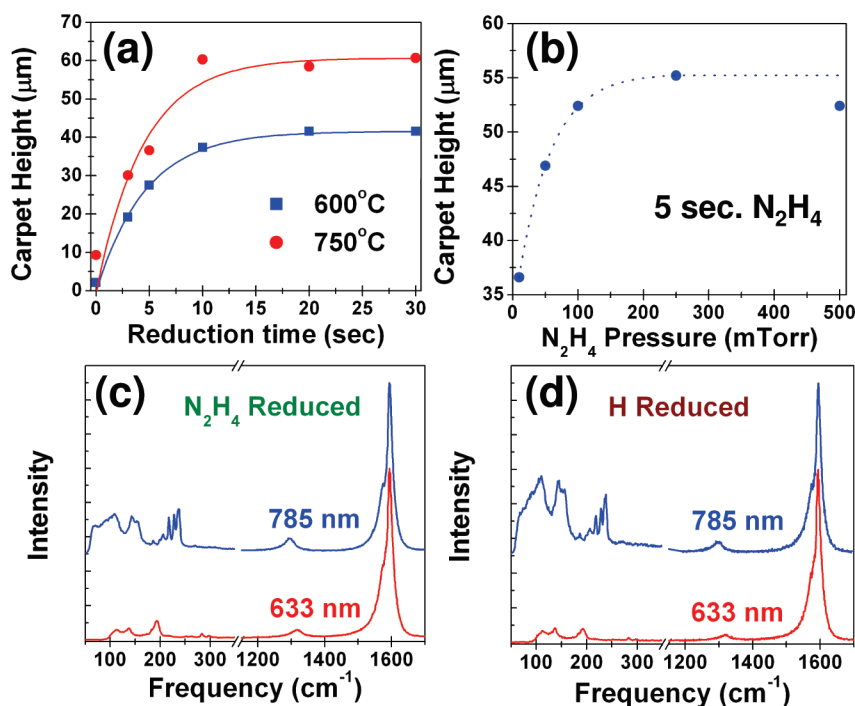 (a)
Carpet Height (μm)
70
60
50
40
30
20
10
0
600°C
750°C
0 5 10 15 20 25 30
Reduction time (sec)
(b)
Carpet Height (μm)
60
55
50
45
40
35
5 sec. N₂H₄
0 100 200 300 400 500
N₂H₄ Pressure (mTorr)
(c)
N₂H₄ Reduced
Intensity
785 nm
633 nm
100 200 300 1200 1400 1600
Frequency (cm⁻¹)
(d)
H Reduced
Intensity
785 nm
633 nm
100 200 300 1200 1400 1600
Frequency (cm⁻¹)